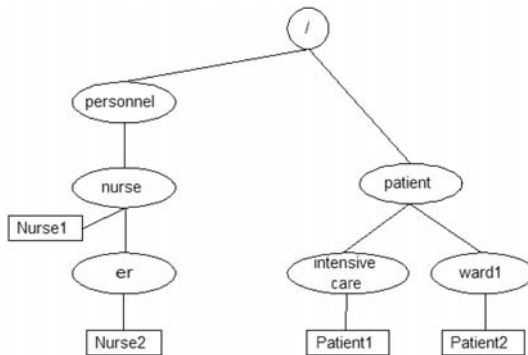 /
personnel
nurse
patient
Nurse1
er
intensive
care
ward1
Nurse2
Patient1
Patient2